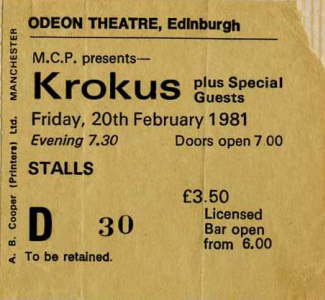 ODEON THEATRE, Edinburgh
M.C.P. presents—
Krokus plus Special Guests
Friday, 20th February 1981
Evening 7.30 Doors open 7 00
STALLS
£3.50
D 30
Licensed
Bar open
from 6.00
To be retained.
A. B. Cooper (Printers) Ltd. MANCHESTER